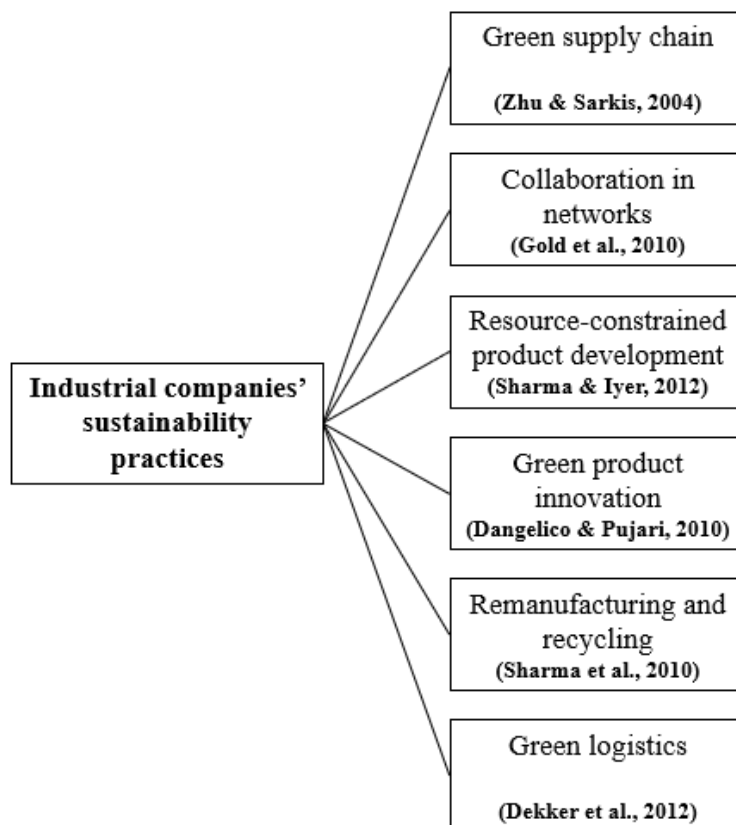 Green supply chain
(Zhu & Sarkis, 2004)
Collaboration in
networks
(Gold et al., 2010)
Resource-constrained
product development
(Sharma & Iyer, 2012)
Industrial companies’
sustainability
practices
Green product
innovation
(Dangelico & Pujari, 2010)
Remanufacturing and
recycling
(Sharma et al., 2010)
Green logistics
(Dekker et al., 2012)